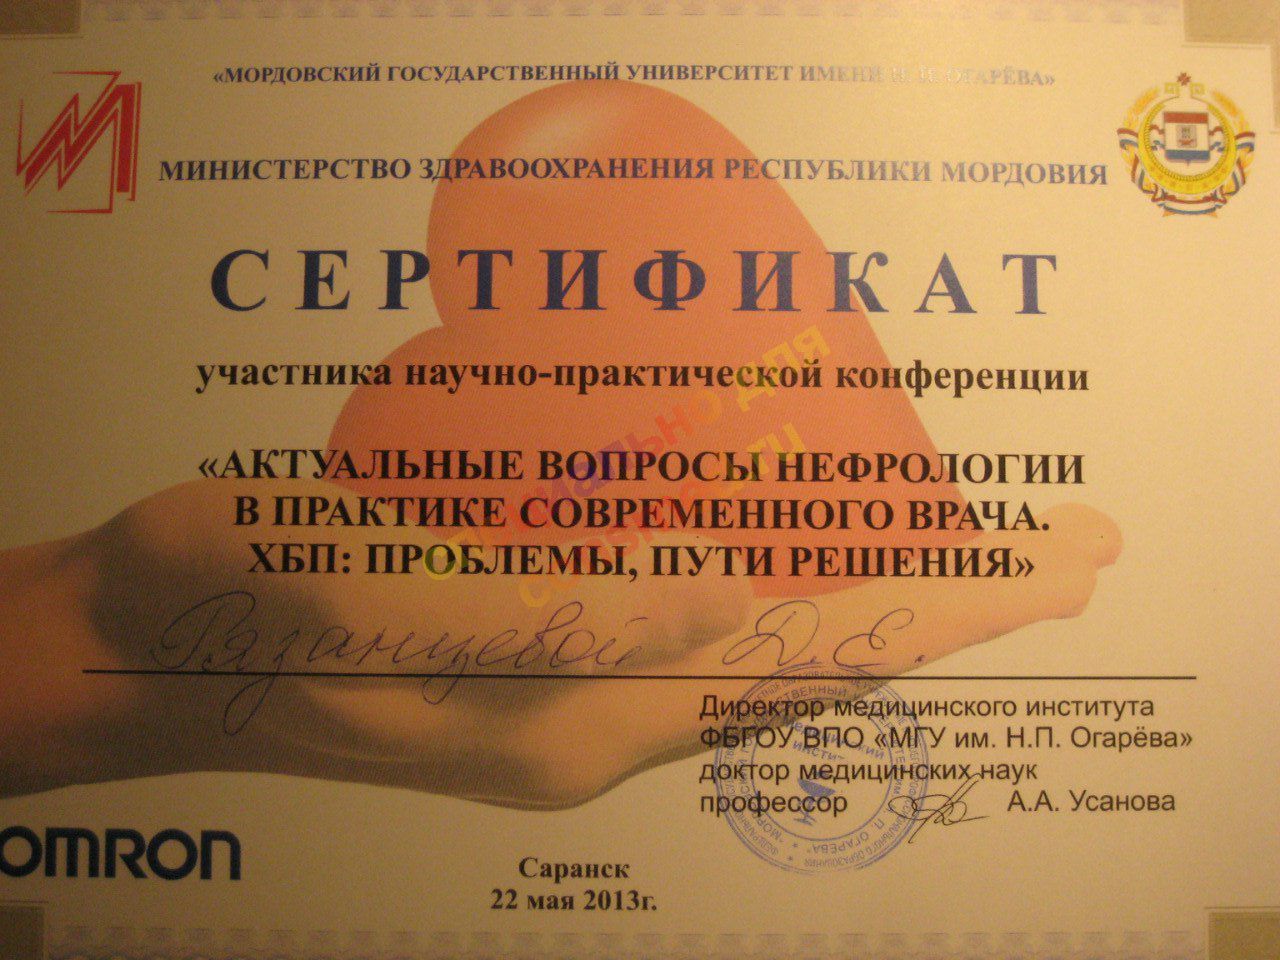 «МОРДОВСКИЙ ГОСУДАРСТВЕННЫЙ УНИВЕРСИТЕТ ИМЕНИ Н. П. ОГАРЁВА»
МИНИСТЕРСТВО ЗДРАВООХРАНЕНИЯ РЕСПУБЛИКИ МОРДОВИЯ
СЕРТИФИКАТ
участника научно-практической конференции
«АКТУАЛЬНЫЕ ВОПРОСЫ НЕФРОЛОГИИ
В ПРАКТИКЕ СОВРЕМЕННОГО ВРАЧА.
ХБП: ПРОБЛЕМЫ, ПУТИ РЕШЕНИЯ»
Рязанцевой Д.Е.
Директор медицинского института
ФБГОУ ВПО «МГУ им. Н.П. Огарёва»
доктор медицинских наук
профессор А.А. Усанова
OMRON
Саранск
22 мая 2013г.